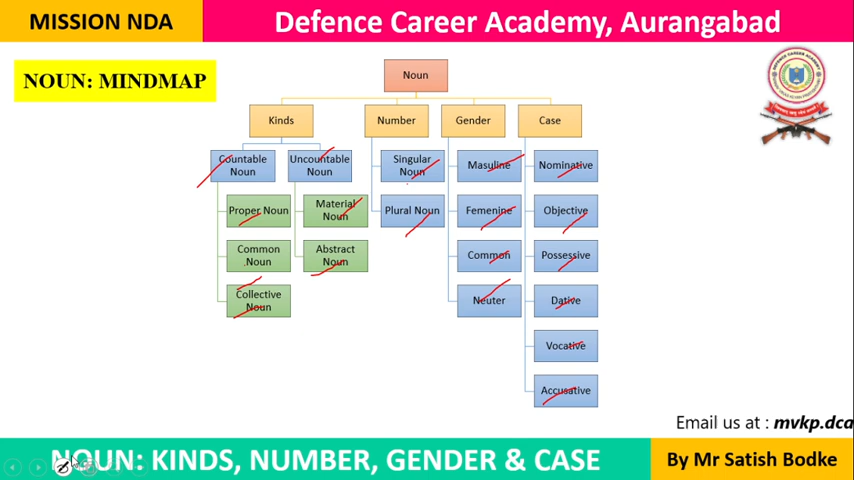 MISSION NDA
Defence Career Academy, Aurangabad
NOUN: MINDMAP
Noun
Kinds
Number
Gender
Case
Countable
Noun
Uncountable
Noun
Singular
Noun
Masuline
Nominative
Proper Noun
Material
Noun
Plural Noun
Femenine
Objective
Common
Noun
Abstract
Noun
Common
Possessive
Collective
Noun
Neuter
Dative
Vocative
Accusative
Email us at : mvkp.dca
NOUN: KINDS, NUMBER, GENDER & CASE
By Mr Satish Bodke